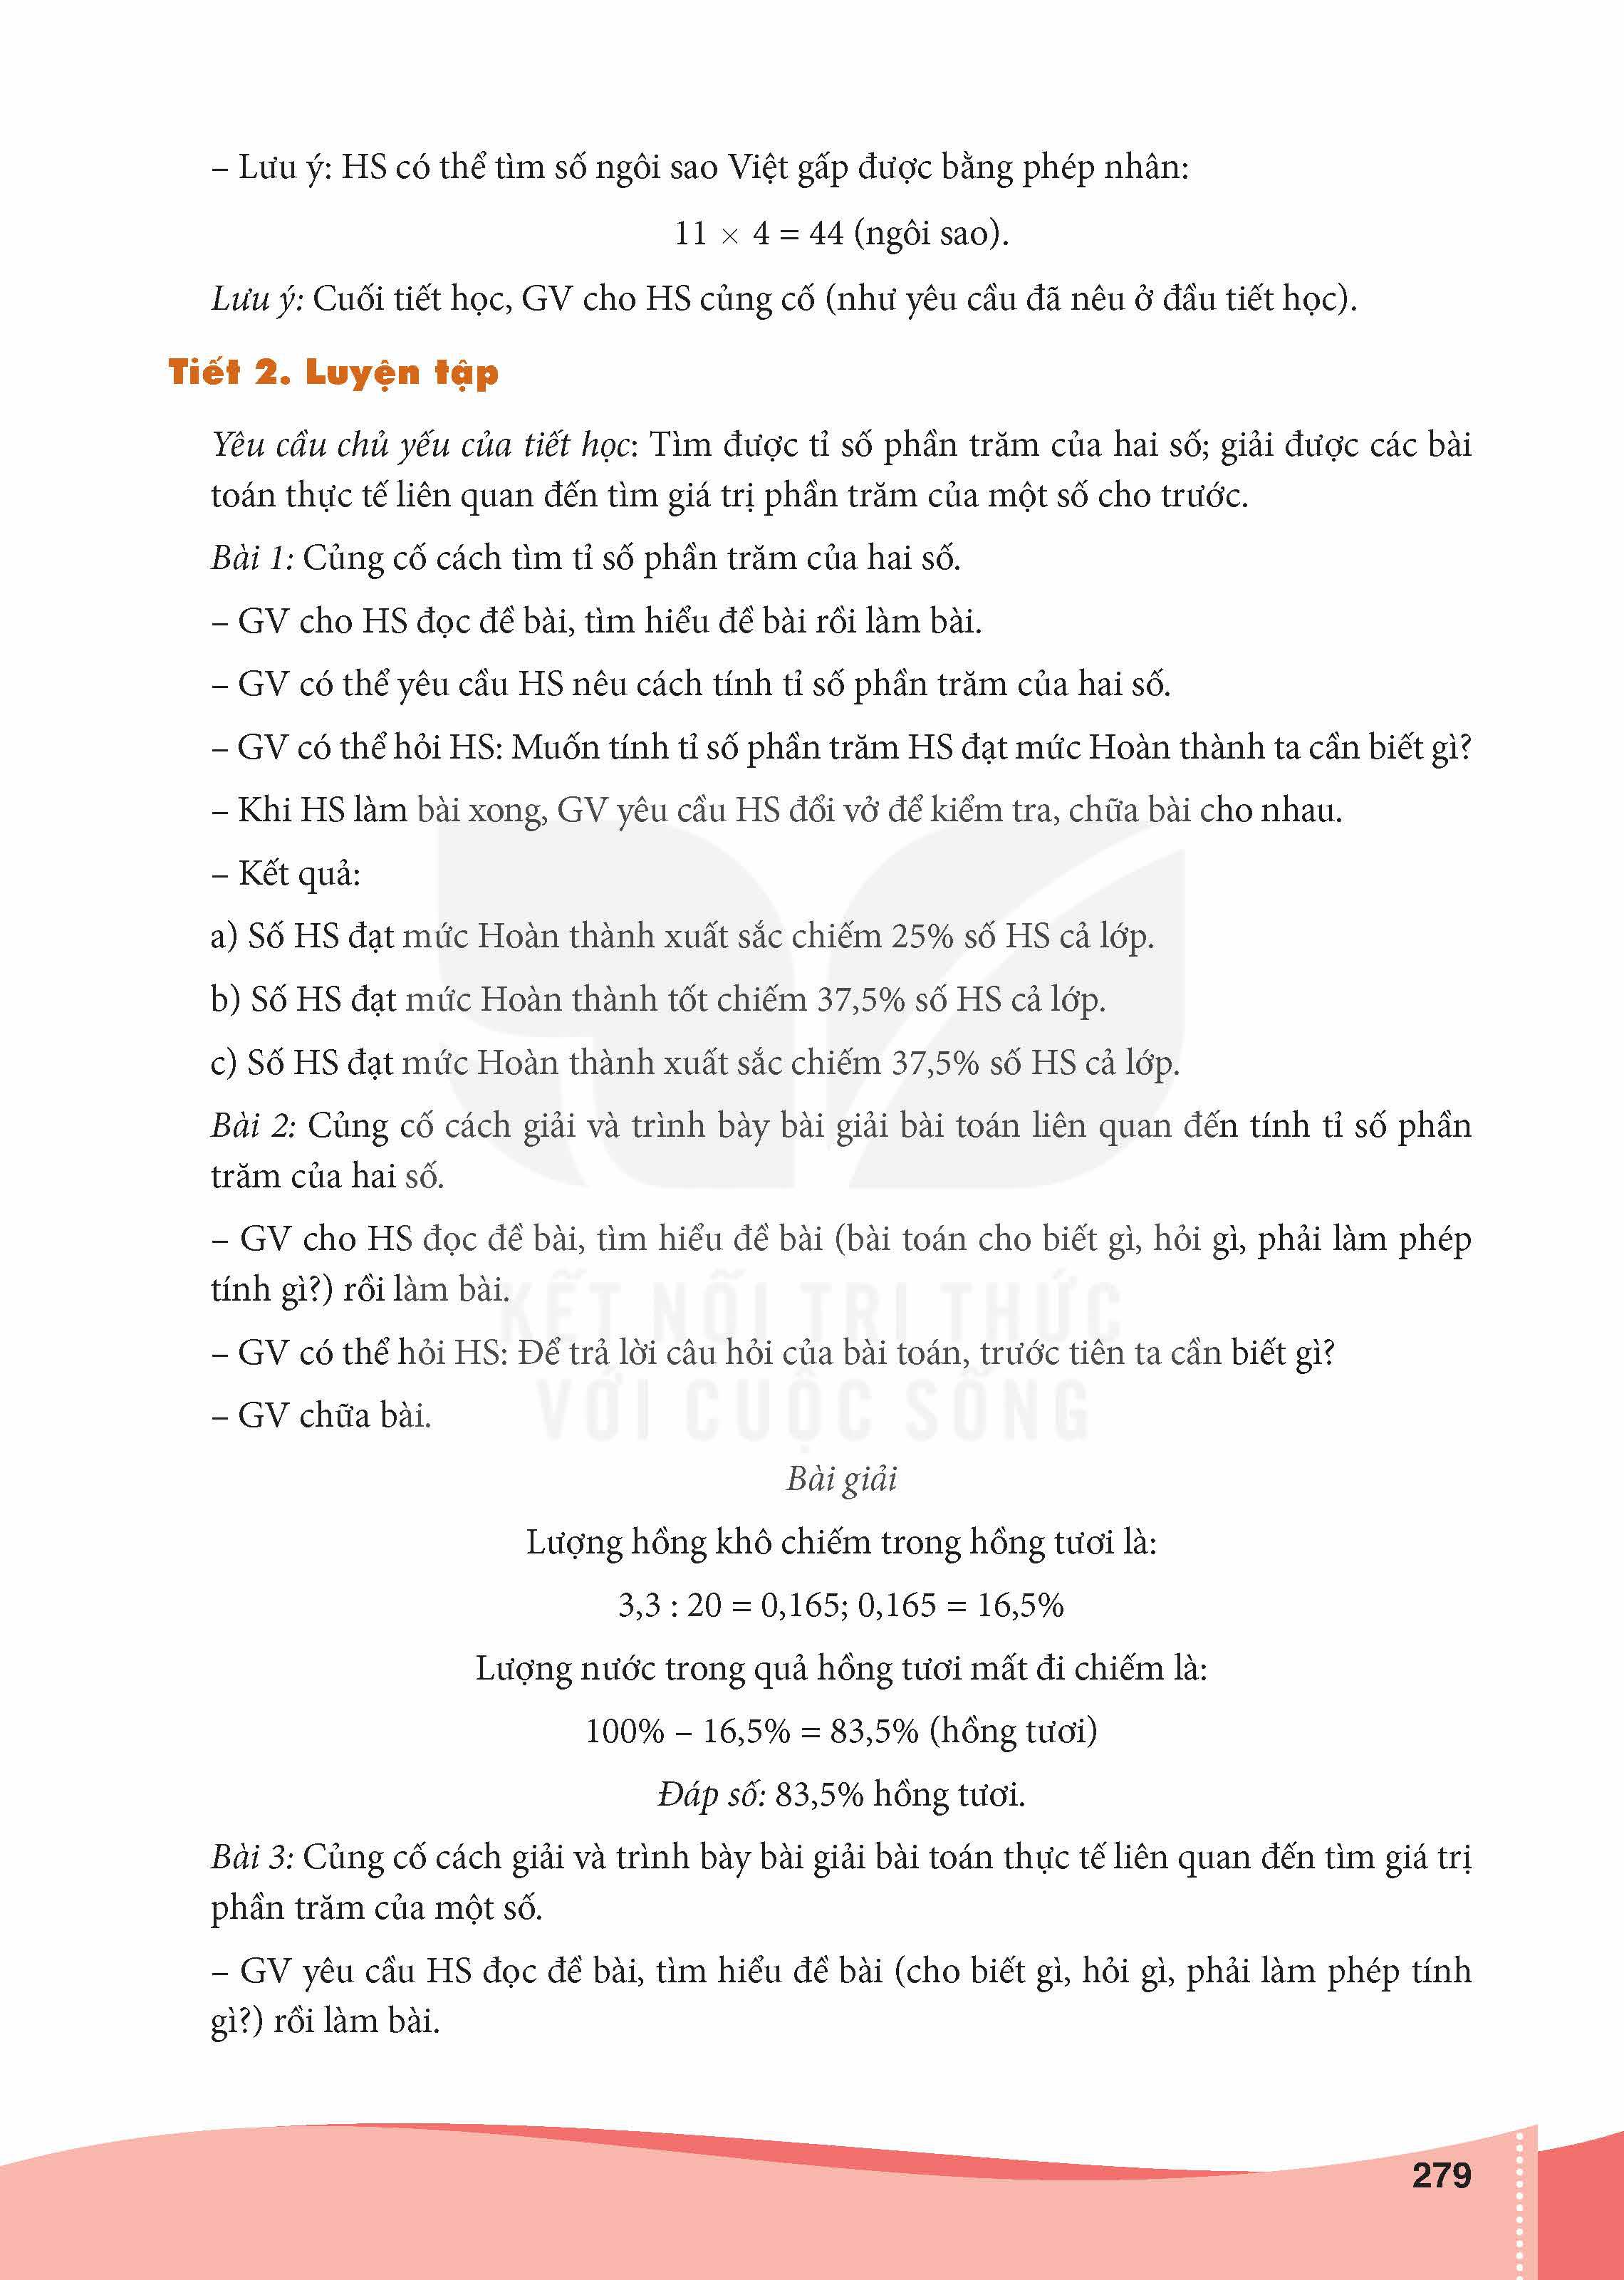 – Lưu ý: HS có thể tìm số ngôi sao Việt gấp được bằng phép nhân:
11 × 4 = 44 (ngôi sao).
Lưu ý: Cuối tiết học, GV cho HS củng cố (như yêu cầu đã nêu ở đầu tiết học).
Tiết 2. Luyện tập
Yêu cầu chủ yếu của tiết học: Tìm được tỉ số phần trăm của hai số; giải được các bài
toán thực tế liên quan đến tìm giá trị phần trăm của một số cho trước.
Bài 1: Củng cố cách tìm tỉ số phần trăm của hai số.
– GV cho HS đọc đề bài, tìm hiểu đề bài rồi làm bài.
– GV có thể yêu cầu HS nêu cách tính tỉ số phần trăm của hai số.
– GV có thể hỏi HS: Muốn tính tỉ số phần trăm HS đạt mức Hoàn thành ta cần biết gì?
– Khi HS làm bài xong, GV yêu cầu HS đổi vở để kiểm tra, chữa bài cho nhau.
– Kết quả:
a) Số HS đạt mức Hoàn thành xuất sắc chiếm 25% số HS cả lớp.
b) Số HS đạt mức Hoàn thành tốt chiếm 37,5% số HS cả lớp.
c) Số HS đạt mức Hoàn thành xuất sắc chiếm 37,5% số HS cả lớp.
Bài 2: Củng cố cách giải và trình bày bài giải bài toán liên quan đến tính tỉ số phần
trăm của hai số.
– GV cho HS đọc đề bài, tìm hiểu đề bài (bài toán cho biết gì, hỏi gì, phải làm phép
tính gì?) rồi làm bài.
KẾT NỐI TRI THỨC
– GV có thể hỏi HS: Để trả lời câu hỏi của bài toán, trước tiên ta cần biết gì?
VỚI CUỘC SỐNG
– GV chữa bài.
Bài giải
Lượng hồng khô chiếm trong hồng tươi là:
3,3 : 20 = 0,165; 0,165 = 16,5%
Lượng nước trong quả hồng tươi mất đi chiếm là:
100% – 16,5% = 83,5% (hồng tươi)
Đáp số: 83,5% hồng tươi.
Bài 3: Củng cố cách giải và trình bày bài giải bài toán thực tế liên quan đến tìm giá trị
phần trăm của một số.
– GV yêu cầu HS đọc đề bài, tìm hiểu đề bài (cho biết gì, hỏi gì, phải làm phép tính
gì?) rồi làm bài.
279